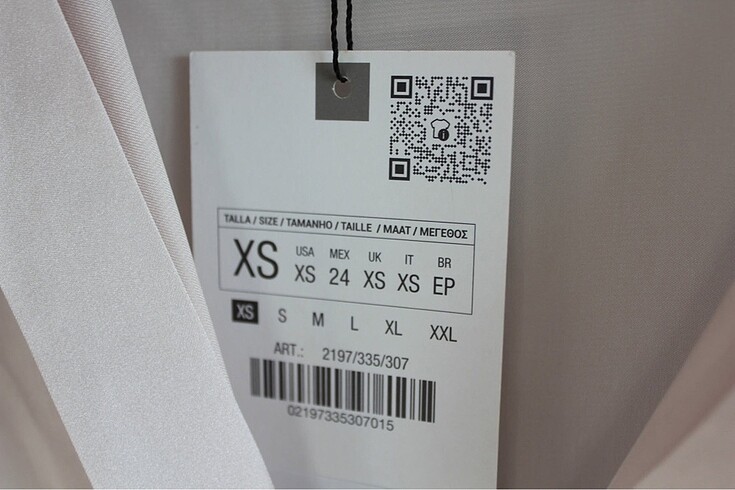 TALLA / SIZE / TAMANHO / TAILLE / MAAT / ΜΕΓΕΘΟΣ
XS USA XS MEX 24 UK XS IT XS BR EP
XS S M L XL XXL
ART.: 2197/335/307
02197335307015